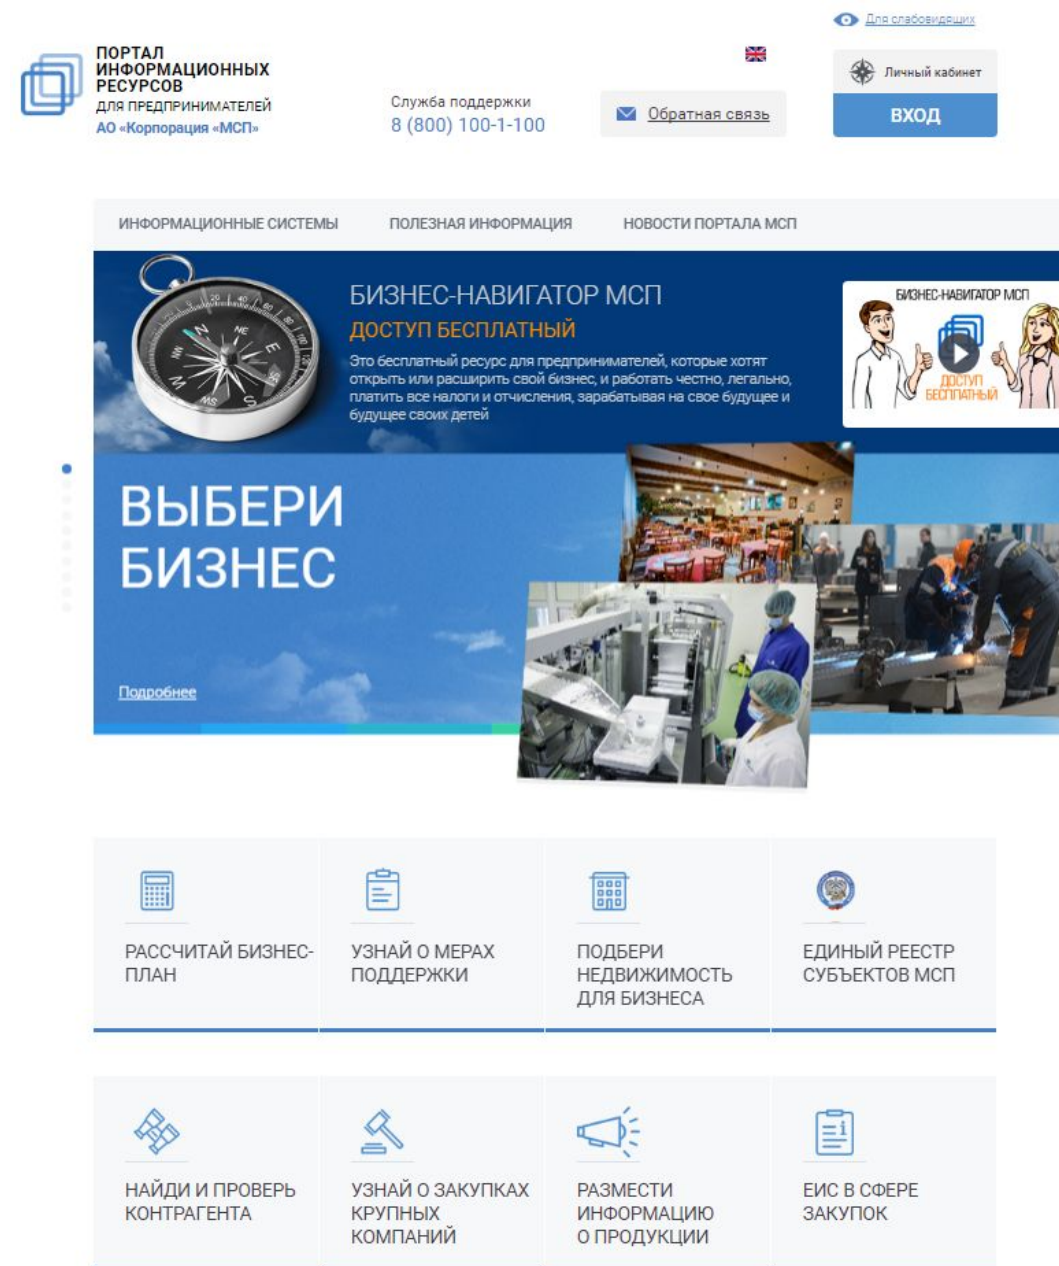 Для слабовидящих
ПОРТАЛ
ИНФОРМАЦИОННЫХ
РЕСУРСОВ
ДЛЯ ПРЕДПРИНИМАТЕЛЕЙ
АО «Корпорация «МСП»
Служба поддержки
8 (800) 100-1-100
Обратная связь
Личный кабинет
ВХОД
ИНФОРМАЦИОННЫЕ СИСТЕМЫ
ПОЛЕЗНАЯ ИНФОРМАЦИЯ
НОВОСТИ ПОРТАЛА МСП
БИЗНЕС-НАВИГАТОР МСП
ДОСТУП БЕСПЛАТНЫЙ
Это бесплатный ресурс для предпринимателей, которые хотят
открыть или расширить свой бизнес, и работать честно, легально,
платить все налоги и отчисления, зарабатывая на свое будущее и
будущее своих детей
БИЗНЕС-НАВИГАТОР МСП
ДОСТУП
БЕСПЛАТНЫЙ
N
NE
E
SE
S
W
NW
ВЫБЕРИ
БИЗНЕС
Подробнее
РАССЧИТАЙ БИЗНЕС-
ПЛАН
УЗНАЙ О МЕРАХ
ПОДДЕРЖКИ
ПОДБЕРИ
НЕДВИЖИМОСТЬ
ДЛЯ БИЗНЕСА
ЕДИНЫЙ РЕЕСТР
СУБЪЕКТОВ МСП
НАЙДИ И ПРОВЕРЬ
КОНТРАГЕНТА
УЗНАЙ О ЗАКУПКАХ
КРУПНЫХ
КОМПАНИЙ
РАЗМЕСТИ
ИНФОРМАЦИЮ
О ПРОДУКЦИИ
ЕИС В СФЕРЕ
ЗАКУПОК